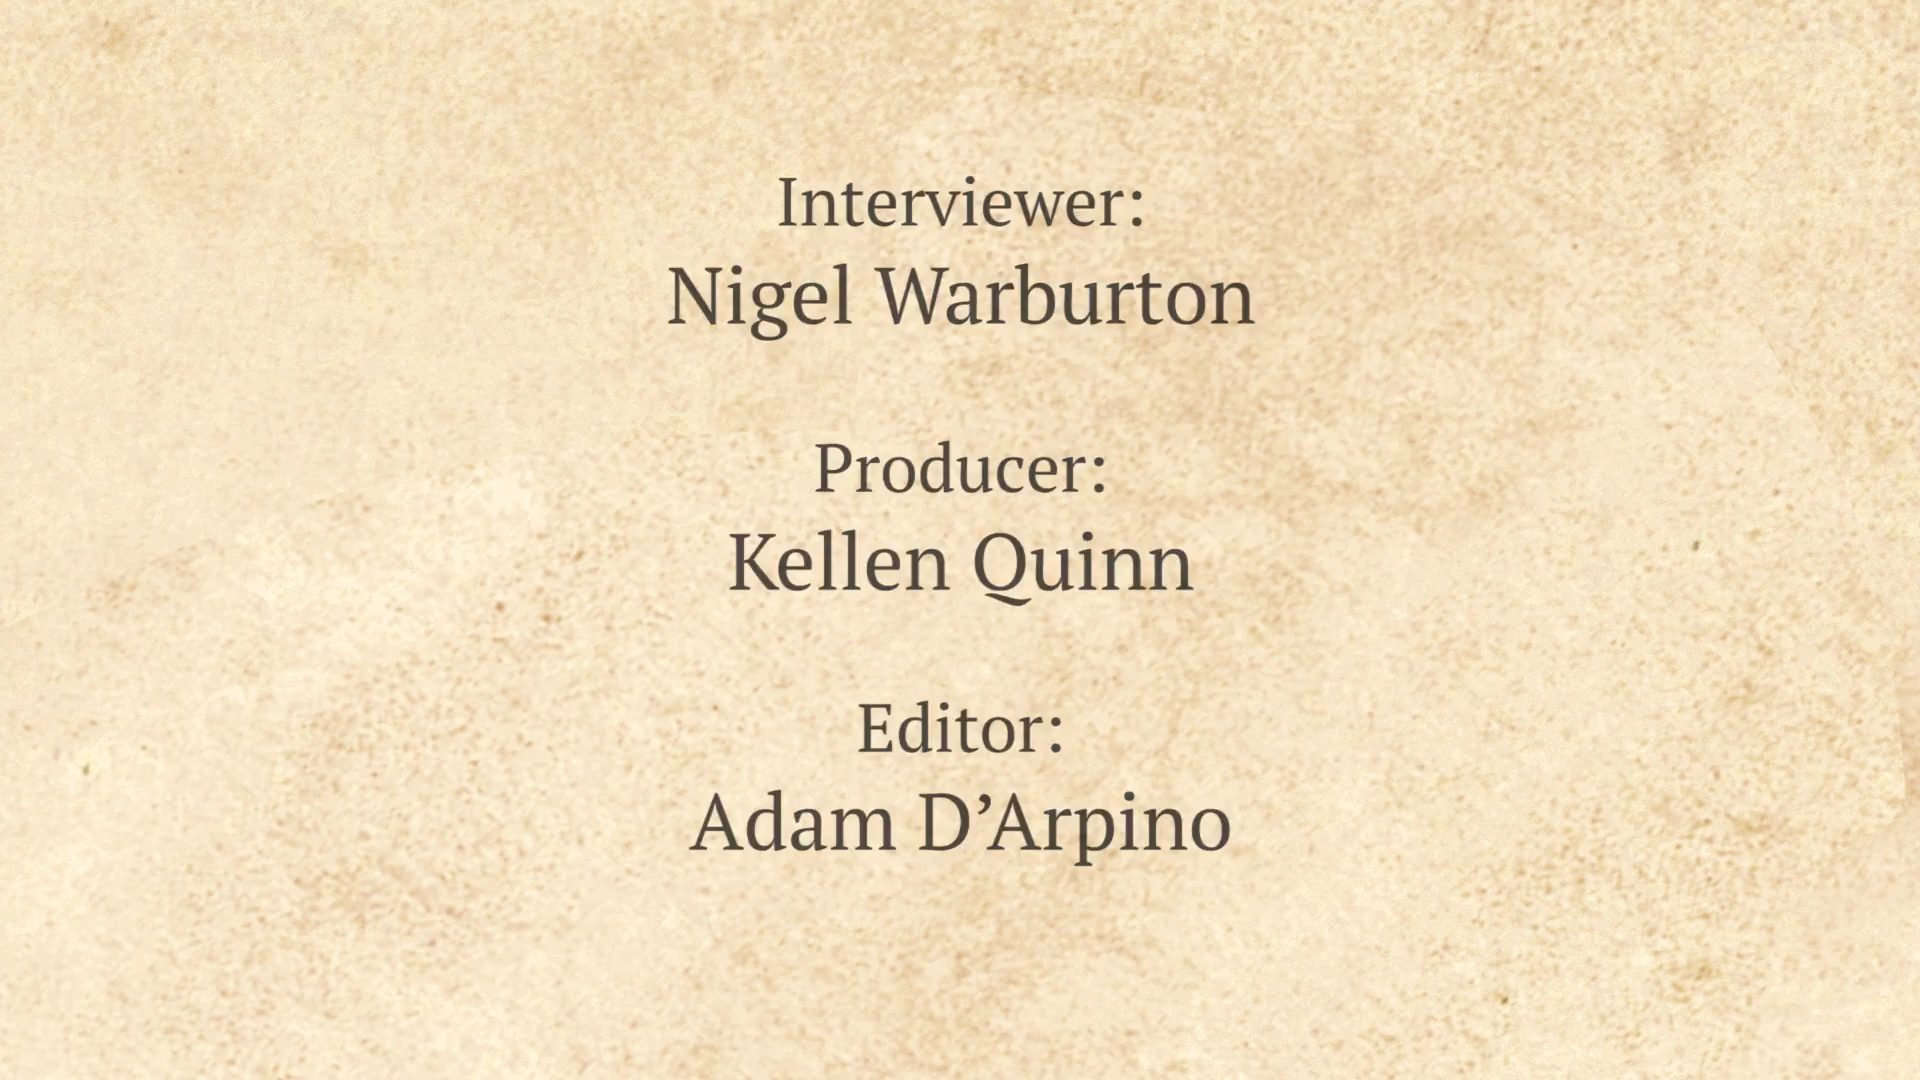 Interviewer:
Nigel Warburton
Producer:
Kellen Quinn
Editor:
Adam D’Arpino